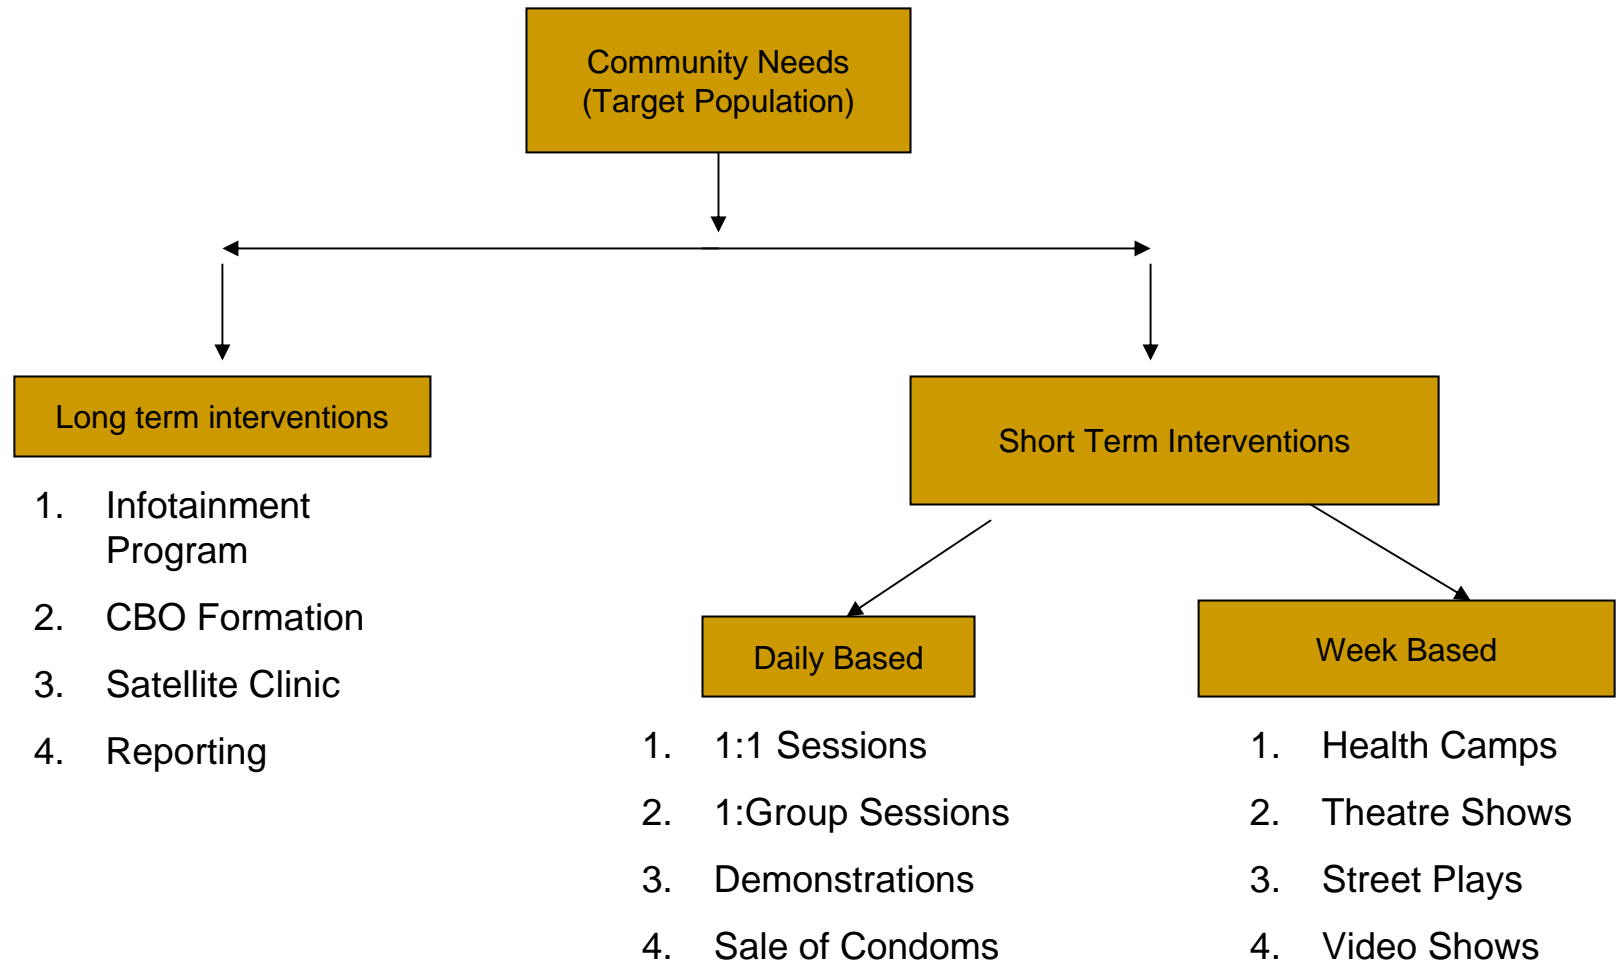 Community Needs
(Target Population)
Long term interventions
1. Infotainment
Program
2. CBO Formation
3. Satellite Clinic
4. Reporting
Short Term Interventions
Daily Based
1. 1:1 Sessions
2. 1:Group Sessions
3. Demonstrations
4. Sale of Condoms
Week Based
1. Health Camps
2. Theatre Shows
3. Street Plays
4. Video Shows